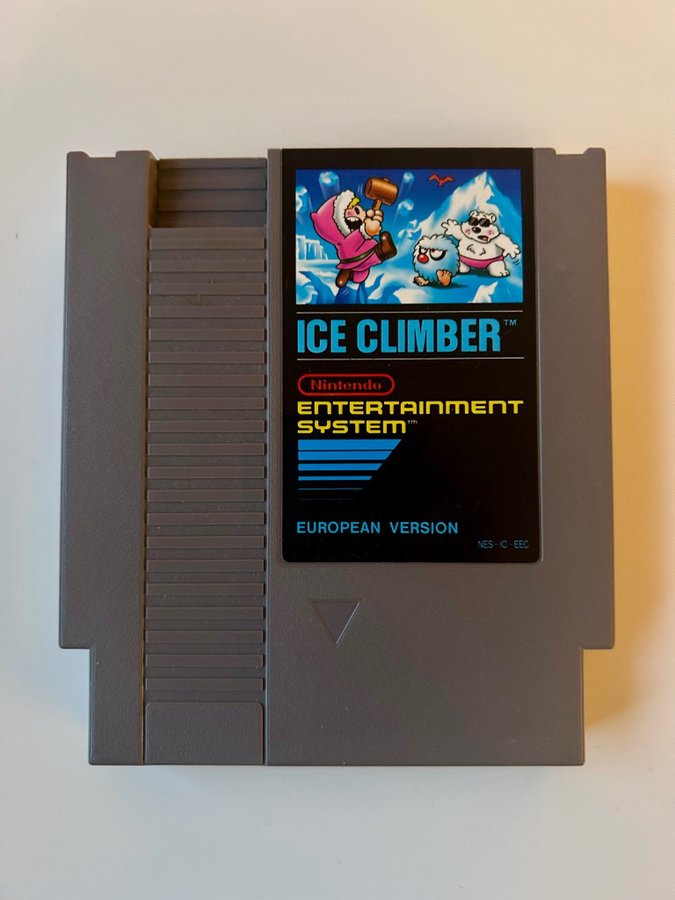 ICE CLIMBER™
Nintendo
ENTERTAINMENT
SYSTEM™
EUROPEAN VERSION
NES-IC-EEC